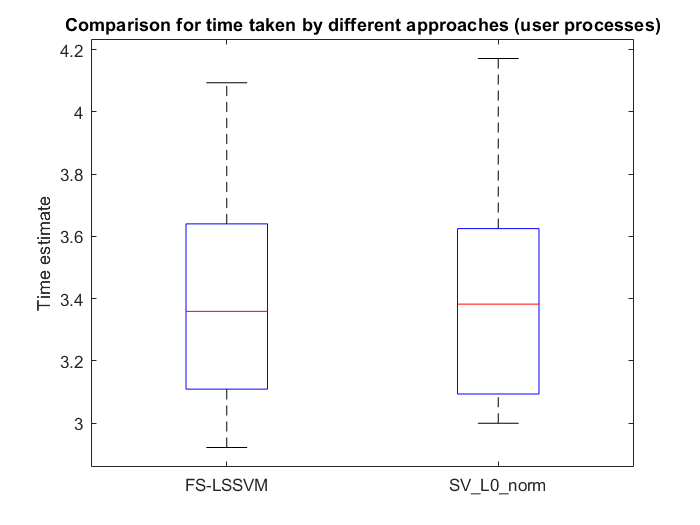 Comparison for time taken by different approaches (user processes)
4.2
4
3.8
3.6
3.4
3.2
3
Time estimate
FS-LSSVM
SV_L0_norm